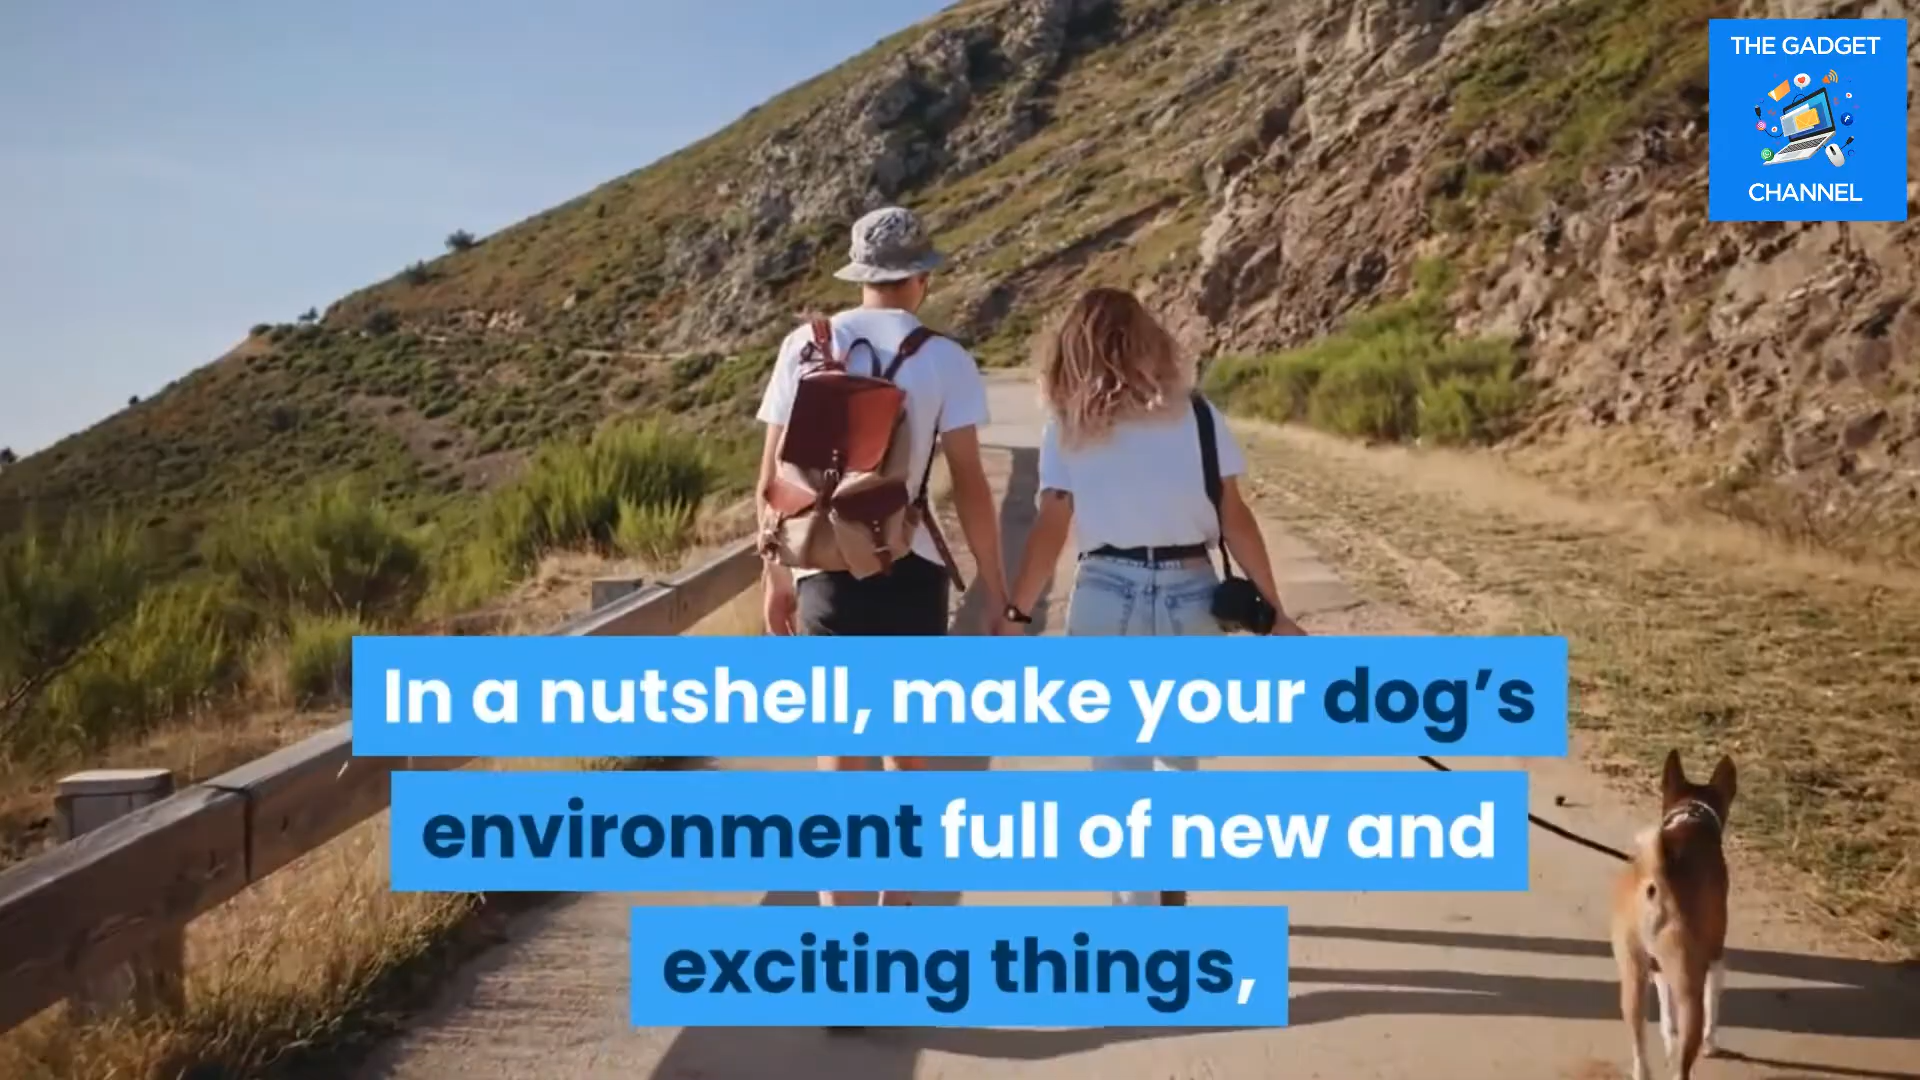 THE GADGET
CHANNEL
In a nutshell, make your dog’s
environment full of new and
exciting things,